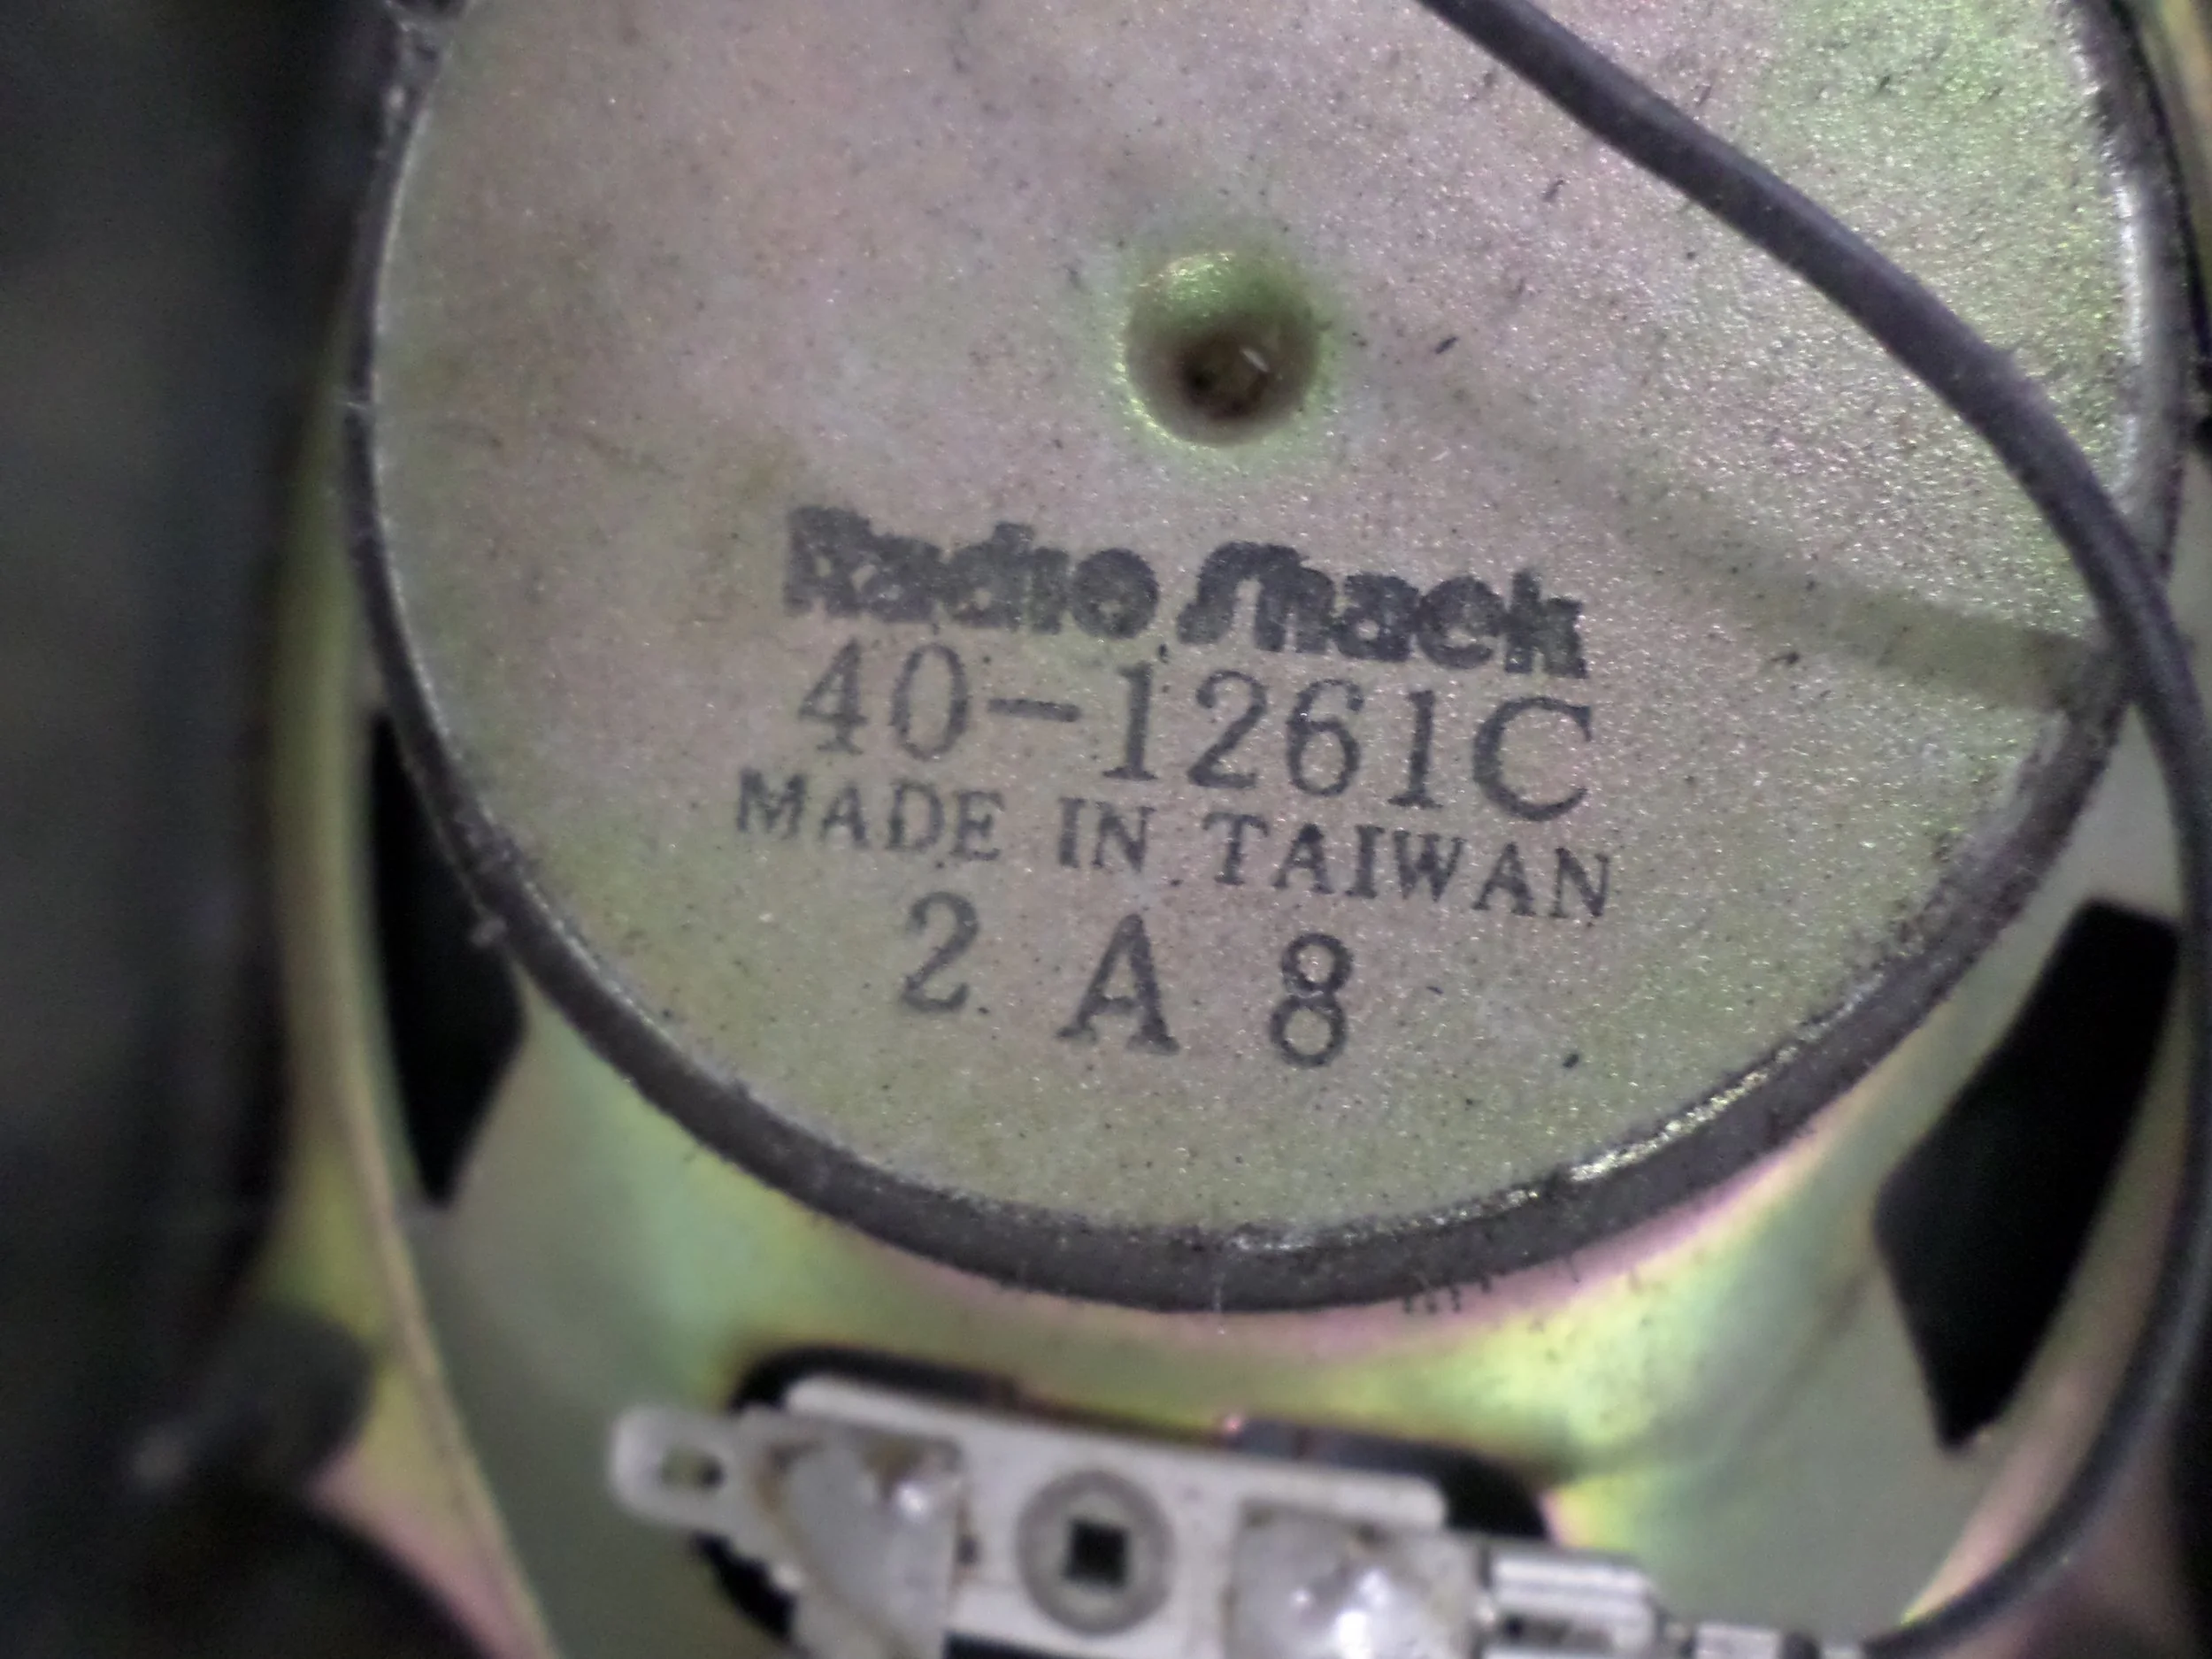 Radio Shack
40-1261C
MADE IN TAIWAN
2 A 8